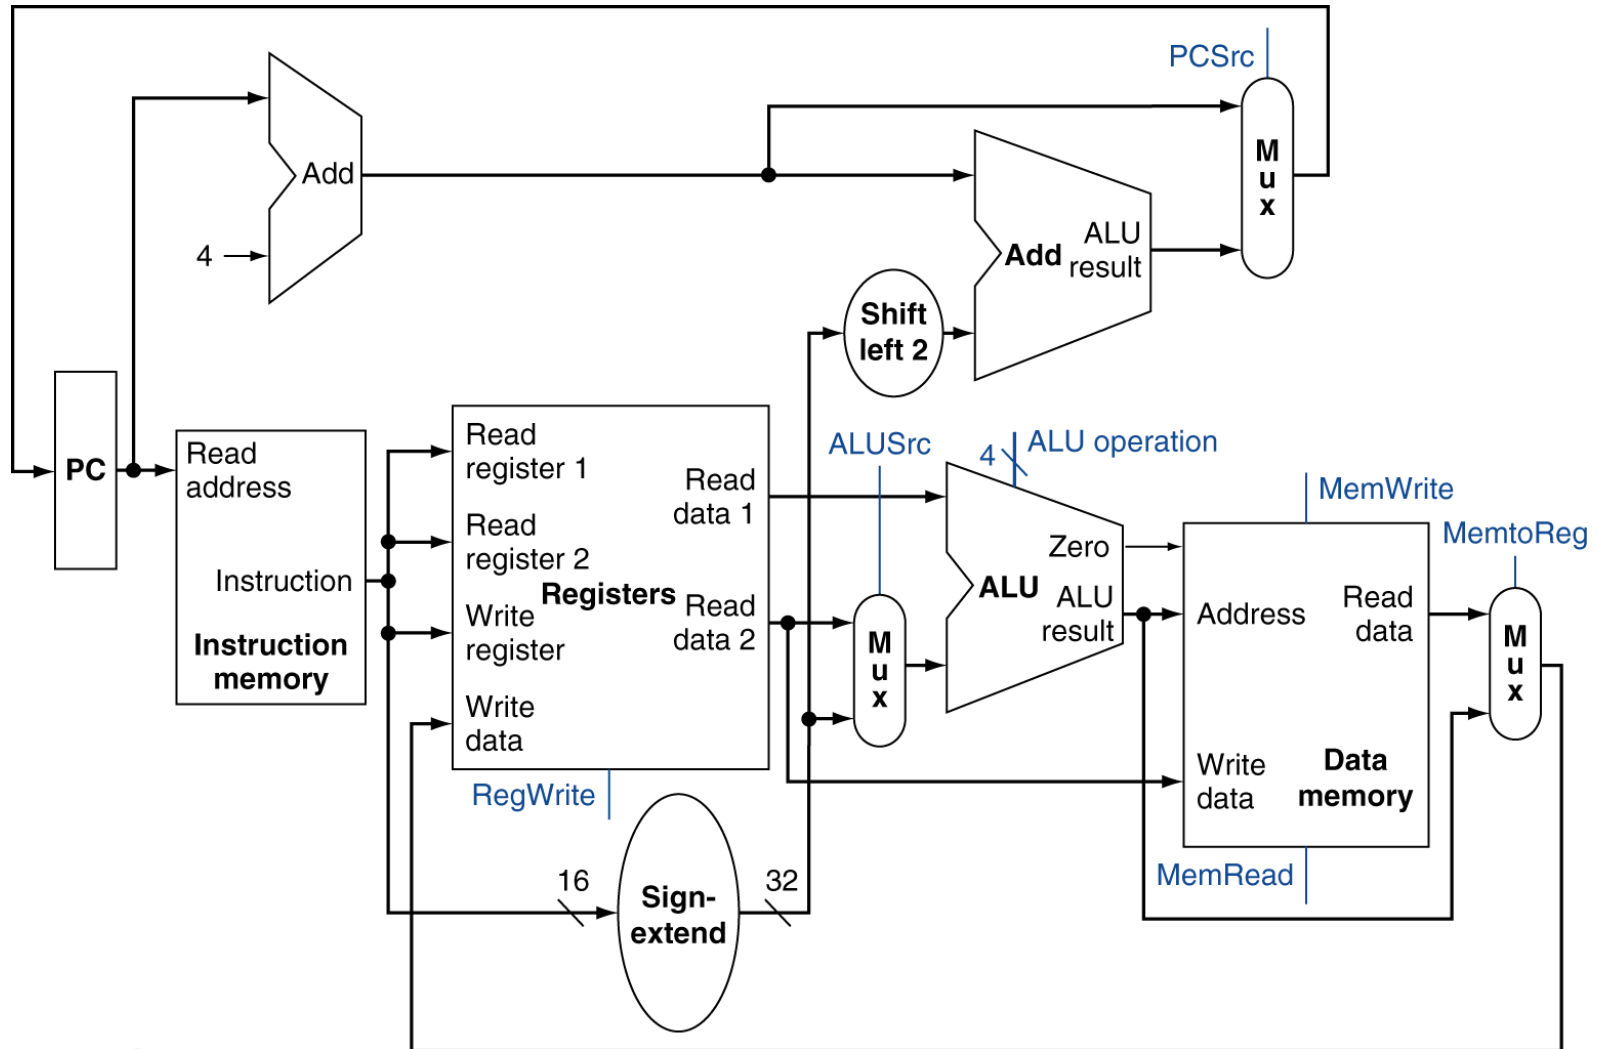 PCSrc
M
u
x
Add
4
ALU
Add result
Shift
left 2
PC
Read
address
Instruction
Instruction
memory
Read
register 1
Read
register 2
Registers
Write
register
Write
data
Read
data 1
Read
data 2
RegWrite
16
Sign-
extend
32
ALUSrc
M
u
x
4
ALU operation
Zero
ALU
ALU
result
MemWrite
Address
Read
data
Write
data
Data
memory
MemRead
MemtoReg
M
u
x